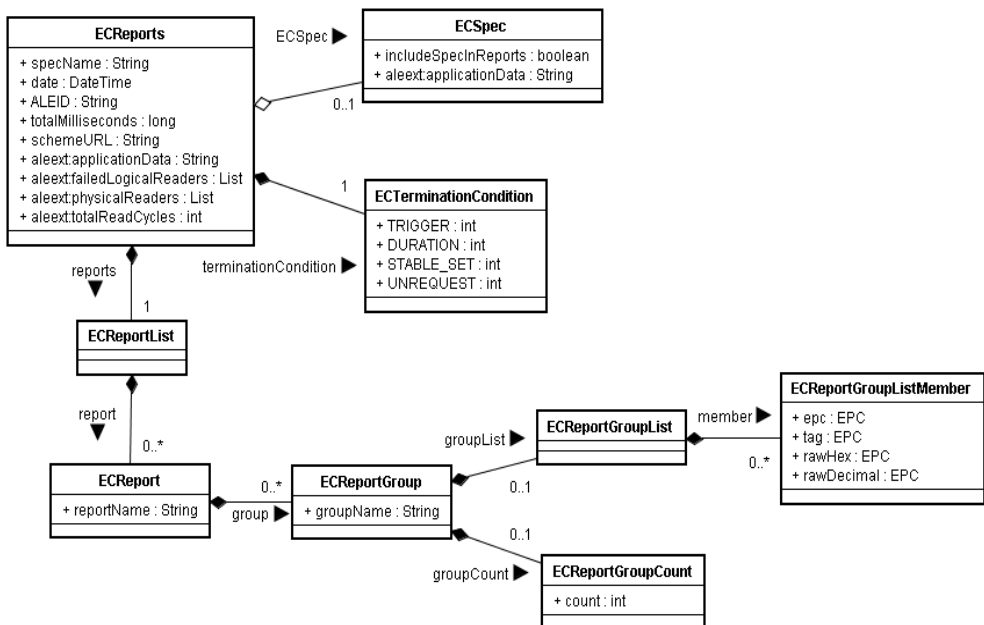 ECReports
+ specName : String
+ date : DateTime
+ ALEID : String
+ totalMilliseconds : long
+ schemeURL : String
+ aleext:applicationData : String
+ aleext:failedLogicalReaders : List
+ aleext:physicalReaders : List
+ aleext:totalReadCycles : int
ECSpec
ECSpec
+ includeSpecInReports : boolean
+ aleext:applicationData : String
0..1
1
ECTerminationCondition
+ TRIGGER : int
+ DURATION : int
+ STABLE_SET : int
+ UNREQUEST : int
terminationCondition
reports
1
ECReportList
report
0..*
ECReport
+ reportName : String
0..*
group
ECReportGroup
+ groupName : String
groupList
0..1
ECReportGroupList
member
0..*
ECReportGroupListMember
+ epc : EPC
+ tag : EPC
+ rawHex : EPC
+ rawDecimal : EPC
0..1
groupCount
ECReportGroupCount
+ count : int